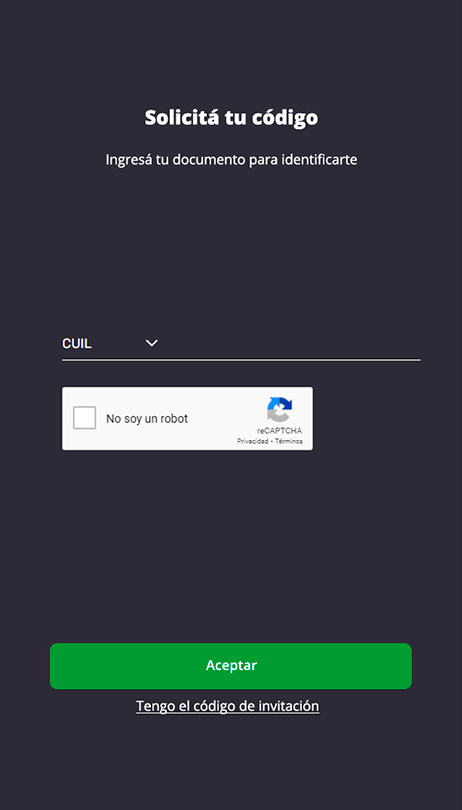 Solicitá tu código
Ingresá tu documento para identificarte
CUIL
No soy un robot
reCAPTCHA
Privacidad - Términos
Aceptar
Tengo el código de invitación